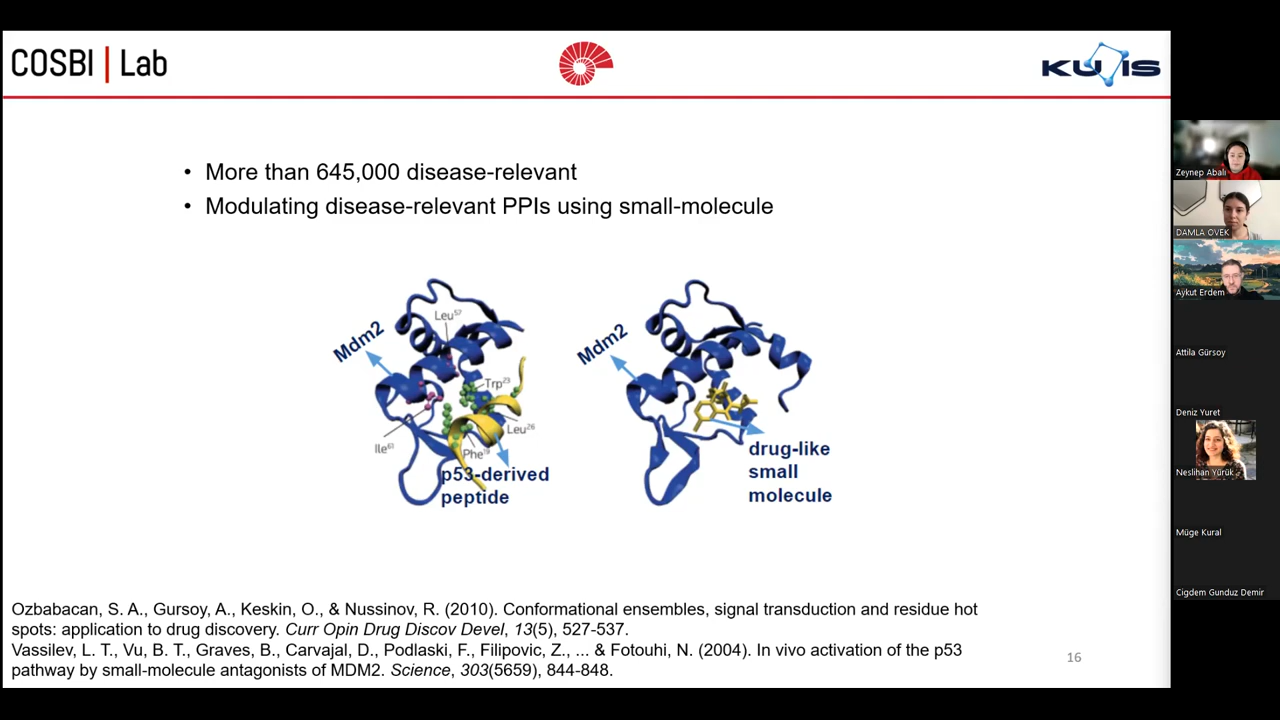 COSBI | Lab
KUIS
• More than 645,000 disease-relevant
• Modulating disease-relevant PPIs using small-molecule
Mdm2
Leu57
Trp23
Leu26
Ile61
Phe19
p53-derived
peptide
Mdm2
drug-like
small
molecule
Ozbabacan, S. A., Gursoy, A., Keskin, O., & Nussinov, R. (2010). Conformational ensembles, signal transduction and residue hot
spots: application to drug discovery. Curr Opin Drug Discov Devel, 13(5), 527-537.
Vassilev, L. T., Vu, B. T., Graves, B., Carvajal, D., Podlaski, F., Filipovic, Z., ... & Fotouhi, N. (2004). In vivo activation of the p53
pathway by small-molecule antagonists of MDM2. Science, 303(5659), 844-848.
16
Zeynep Abalı
DAMLA OVEK
Aykut Erdem
Attila Gürsoy
Deniz Yuret
Neslihan Yürük
Müge Kural
Cigdem Gunduz Demir